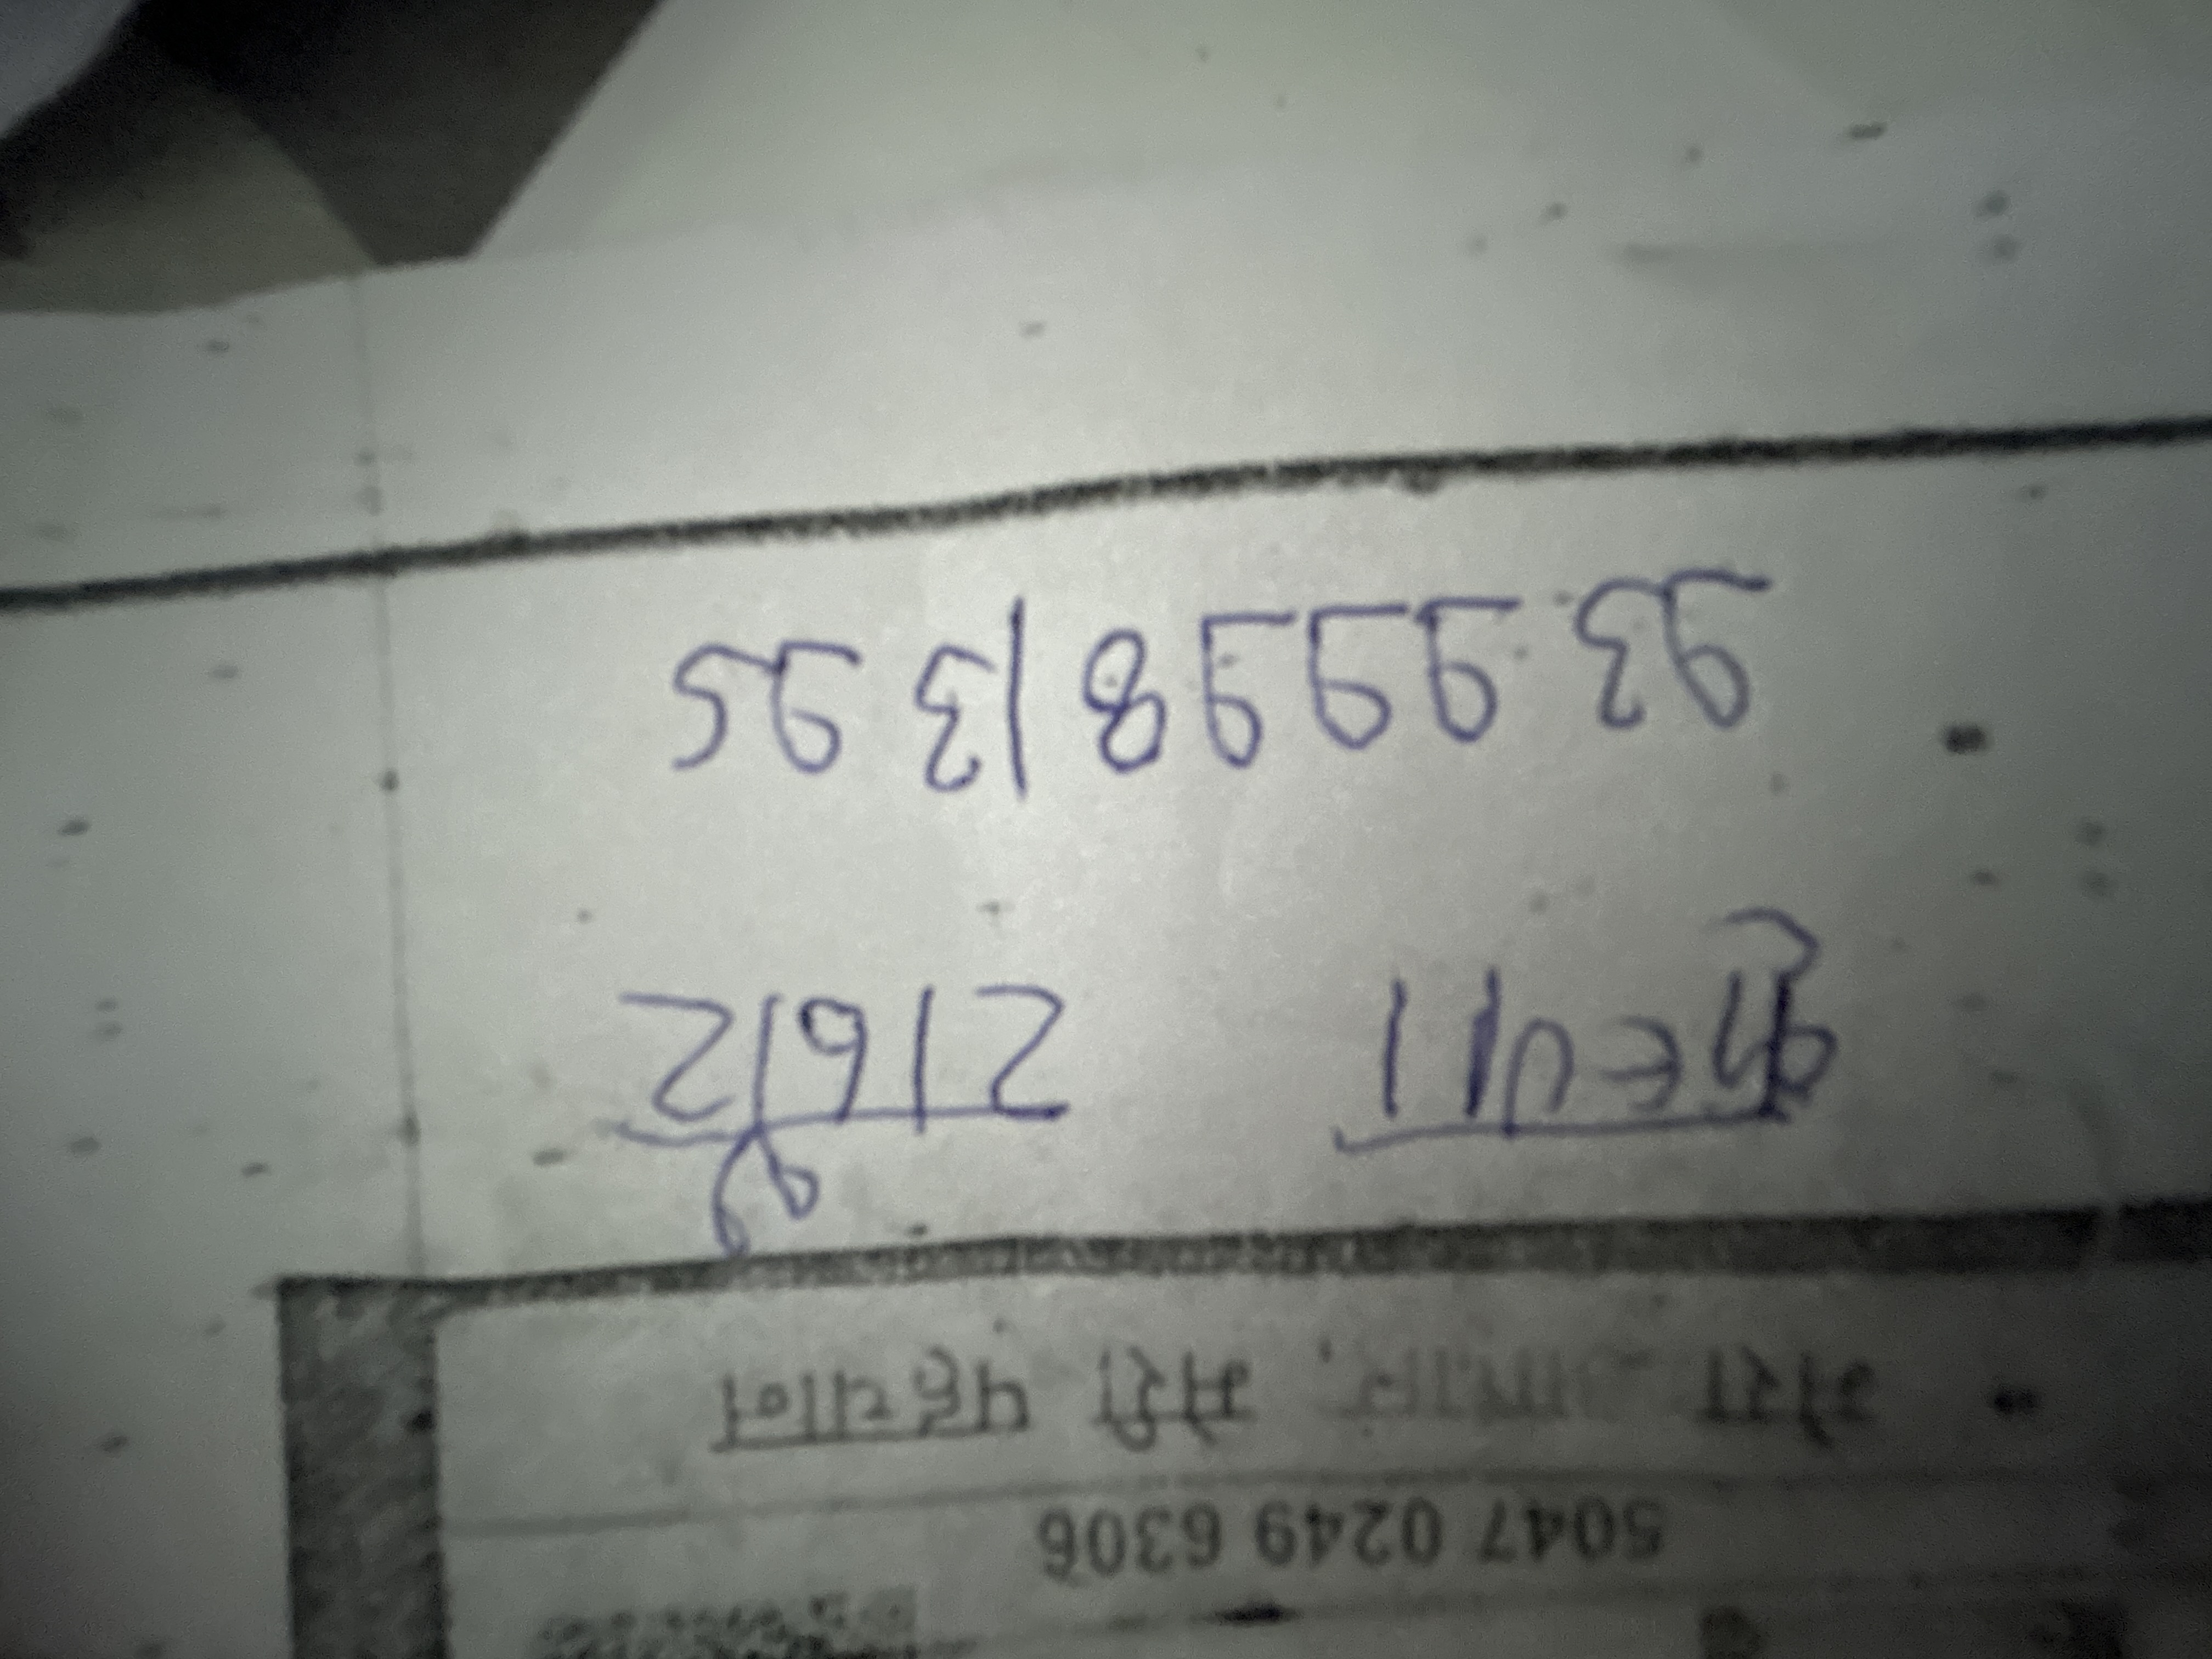 5047 0249 6306
मेरा आधार, मेरी पहचान
कृष्णा राठौर
9399981395